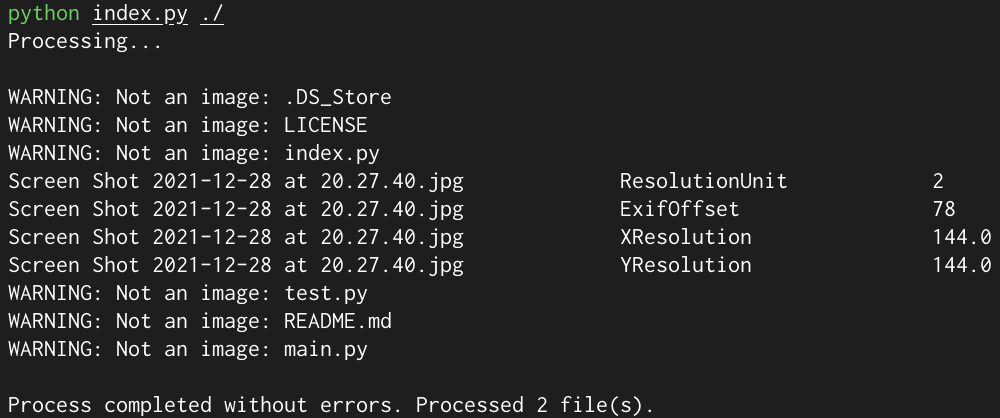 python index.py ./
Processing...
WARNING: Not an image: .DS_Store
WARNING: Not an image: LICENSE
WARNING: Not an image: index.py
Screen Shot 2021-12-28 at 20.27.40.jpg ResolutionUnit 2
Screen Shot 2021-12-28 at 20.27.40.jpg ExifOffset 78
Screen Shot 2021-12-28 at 20.27.40.jpg XResolution 144.0
Screen Shot 2021-12-28 at 20.27.40.jpg YResolution 144.0
WARNING: Not an image: test.py
WARNING: Not an image: README.md
WARNING: Not an image: main.py
Process completed without errors. Processed 2 file(s).